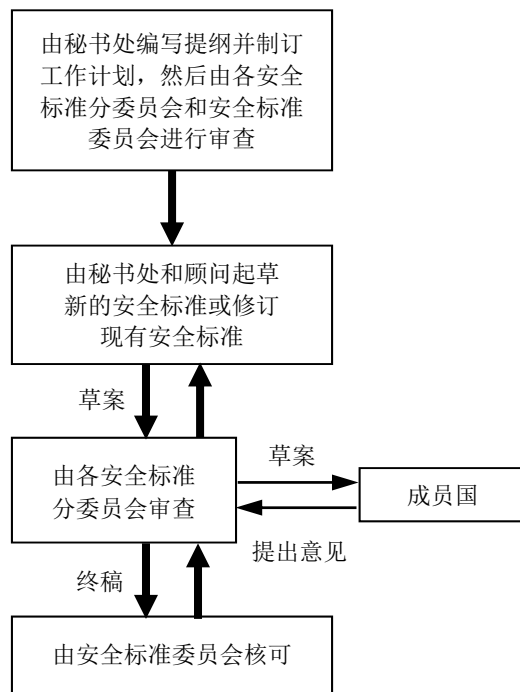 由秘书处编写提纲并制订
工作计划，然后由各安全
标准分委员会和安全标准
委员会进行审查
由秘书处和顾问起草
新的安全标准或修订
现有安全标准
草案
由各安全标准
分委员会审查
草案
成员国
提出意见
终稿
由安全标准委员会核可